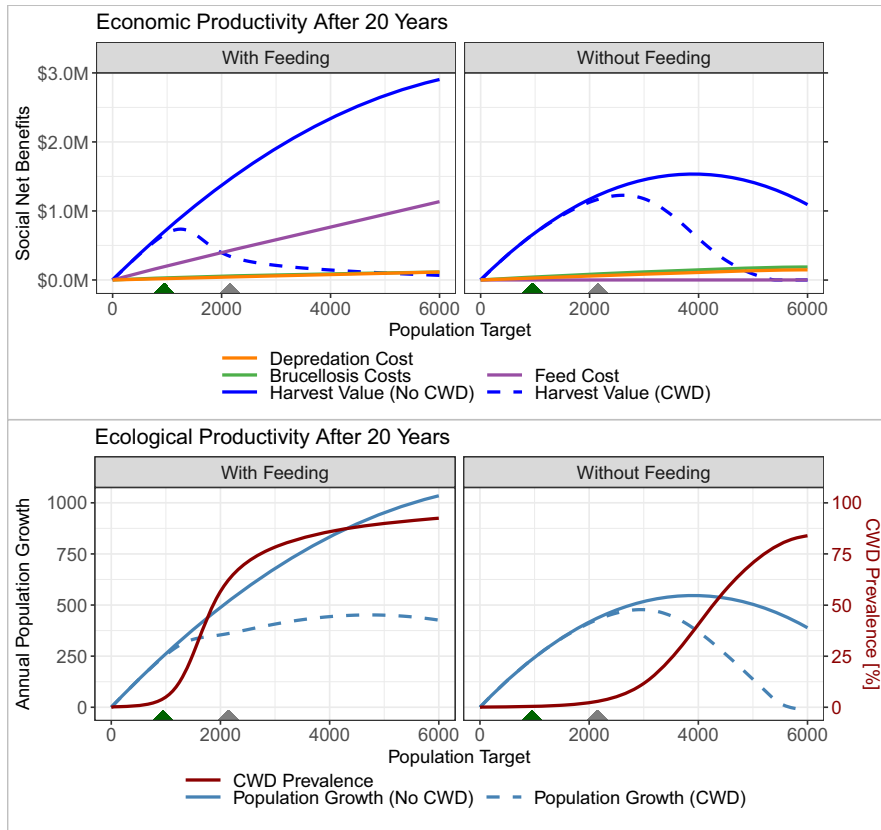 Economic Productivity After 20 Years
With Feeding
Without Feeding
Social Net Benefits
$3.0M
$2.0M
$1.0M
$0.0M
0 2000 4000 6000
0 2000 4000 6000
Population Target
Depredation Cost
Brucellosis Costs
Feed Cost
Harvest Value (No CWD)
Harvest Value (CWD)
Ecological Productivity After 20 Years
With Feeding
Without Feeding
Annual Population Growth
1000
750
500
250
0
100
75
50
25
0
CWD Prevalence [%]
0 2000 4000 6000
0 2000 4000 6000
Population Target
CWD Prevalence
Population Growth (No CWD)
Population Growth (CWD)